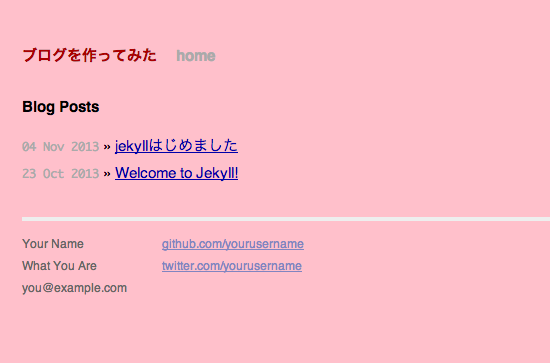 ブログを作ってみた home
Blog Posts
04 Nov 2013 » jekyllはじめました
23 Oct 2013 » Welcome to Jekyll!
Your Name github.com/yourusername
What You Are twitter.com/yourusername
you@example.com